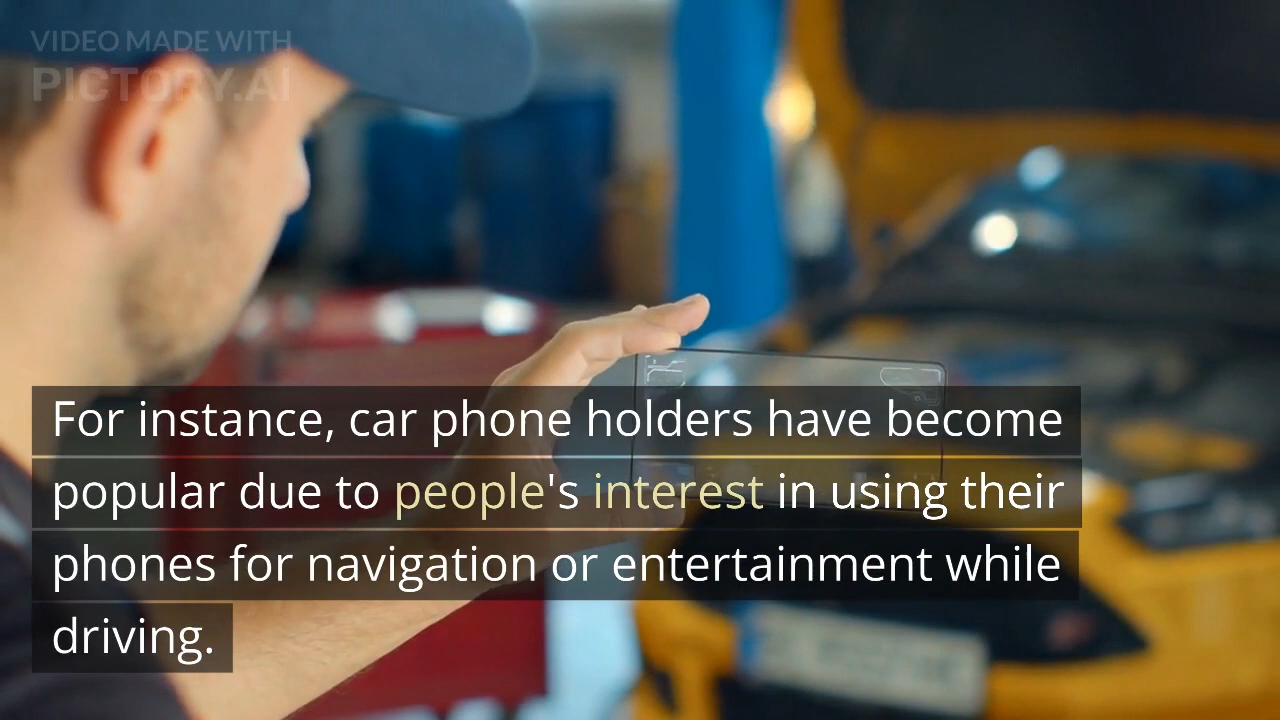 VIDEO MADE WITH
PICTORY.AI
For instance, car phone holders have become
popular due to people's interest in using their
phones for navigation or entertainment while
driving.